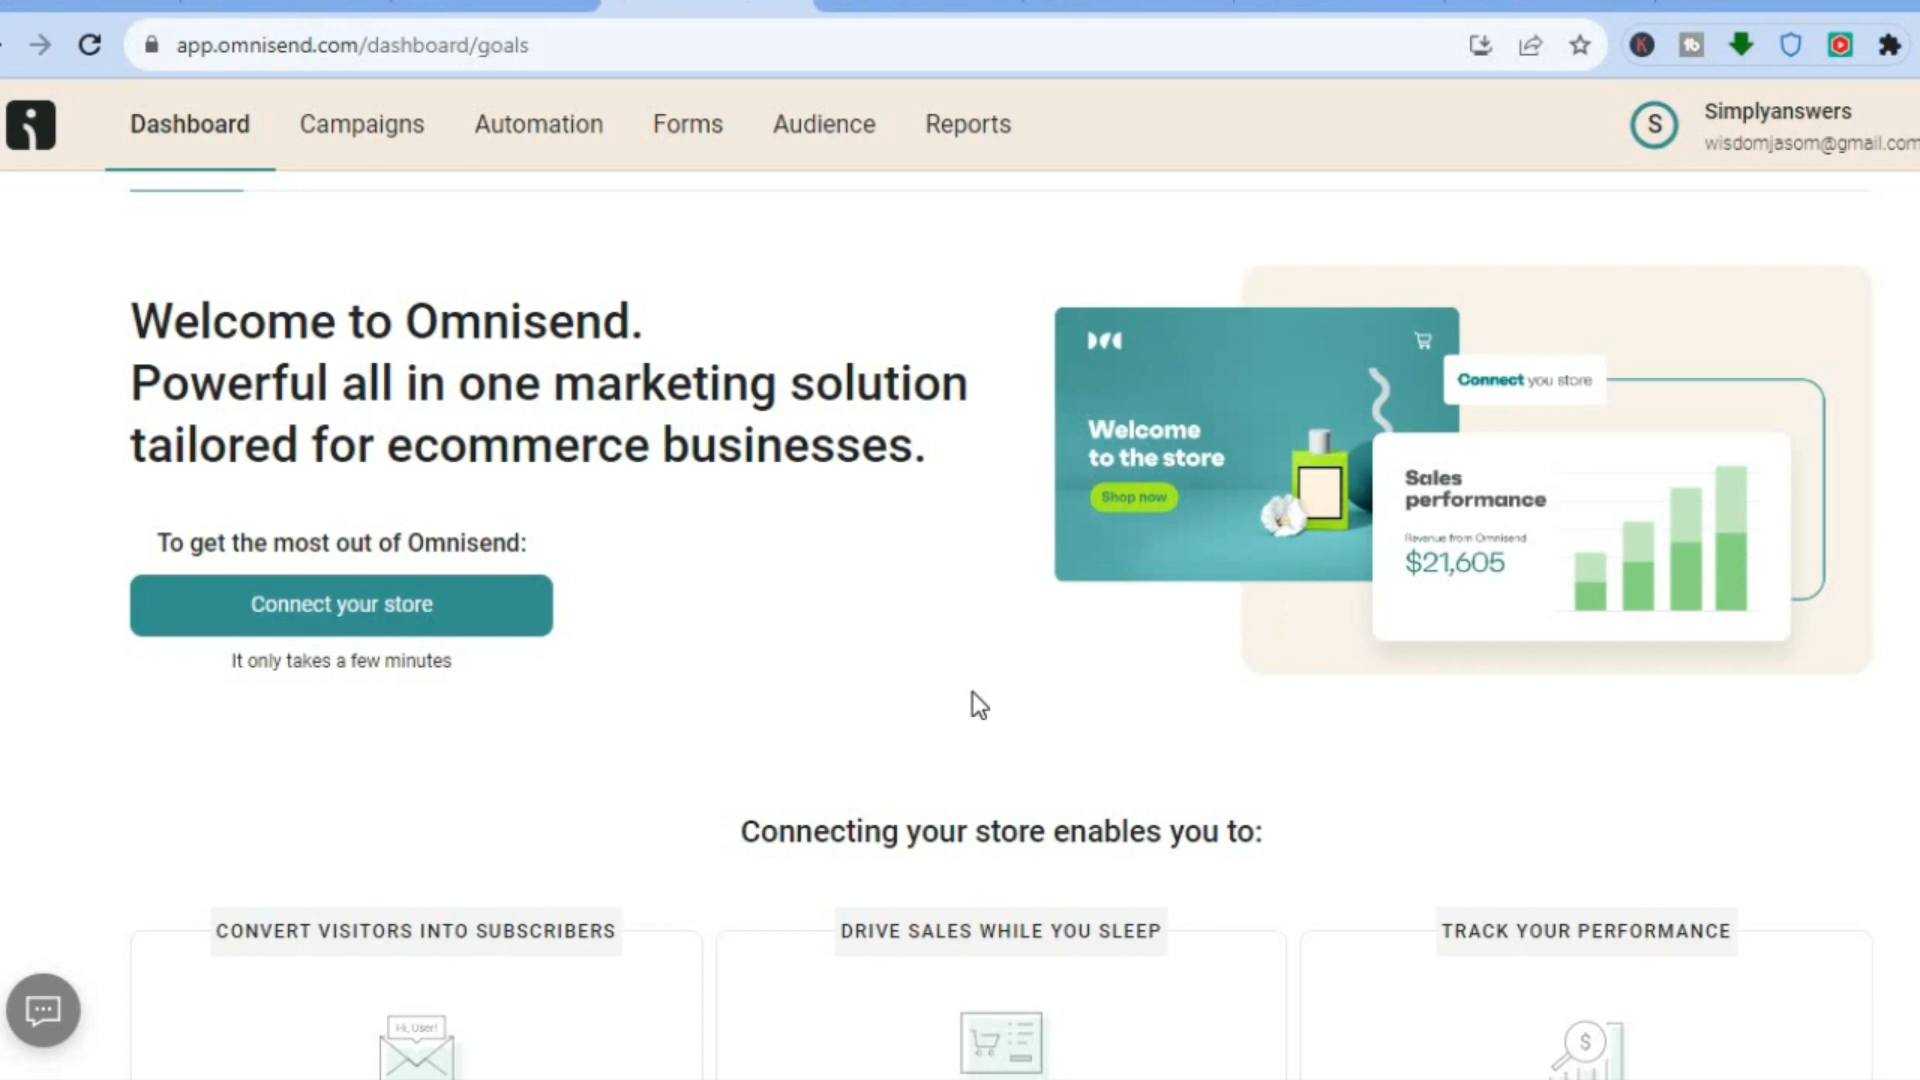 app.omnisend.com/dashboard/goals
K
tb
Dashboard
Campaigns
Automation
Forms
Audience
Reports
S
Simplyanswers
wisdomjasom@gmail.com
Welcome to Omnisend.
Powerful all in one marketing solution
tailored for ecommerce businesses.
To get the most out of Omnisend:
Connect your store
It only takes a few minutes
Welcome
to the store
Shop now
Connect you store
Sales
performance
Revenue from Omnisend
$21,605
Connecting your store enables you to:
CONVERT VISITORS INTO SUBSCRIBERS
DRIVE SALES WHILE YOU SLEEP
TRACK YOUR PERFORMANCE
Hi, User!
$